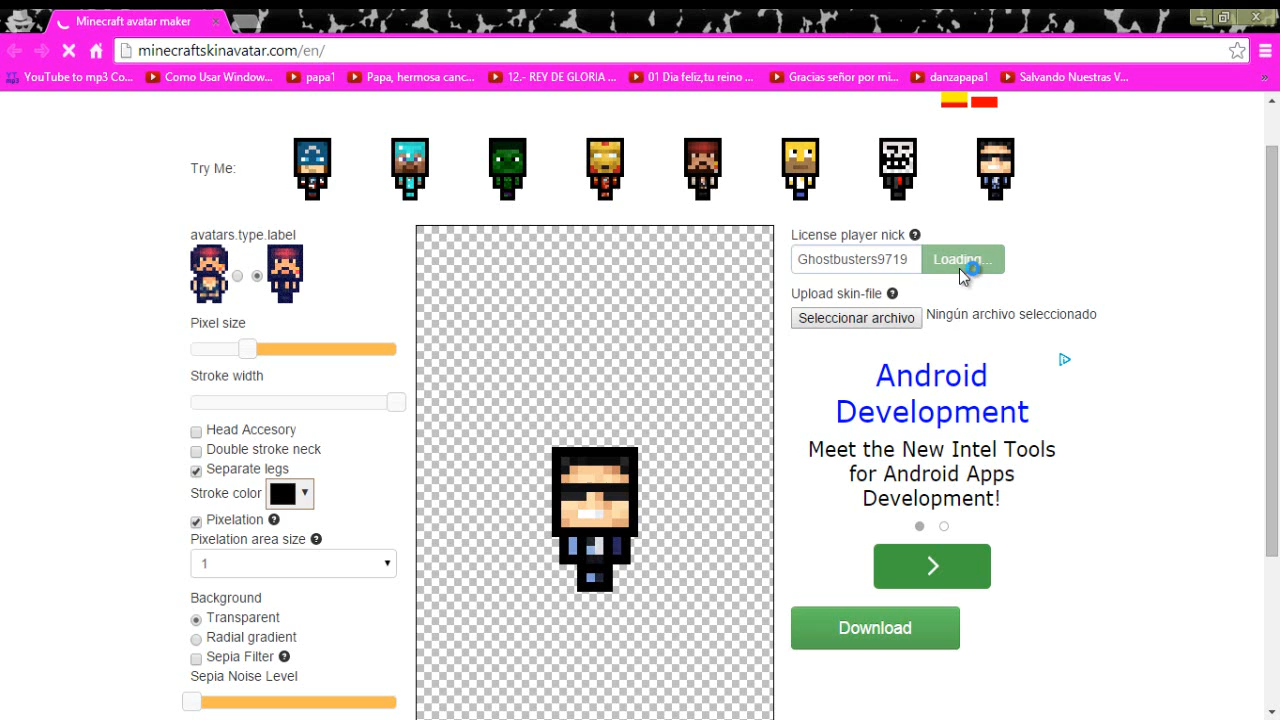 Minecraft avatar maker
minecraftskinavatar.com/en/
YouTube to mp3 Co...
Como Usar Window...
papa1
Papa, hermosa canc...
12.- REY DE GLORIA ...
01 Dia feliz,tu reino ...
Gracias señor por mi...
danzapapa1
Salvando Nuestras V...
»
Try Me:
avatars.type.label
Pixel size
Stroke width
Head Accesory
Double stroke neck
Separate legs
Stroke color
Pixelation
Pixelation area size
1
Background
Transparent
Radial gradient
Sepia Filter
Sepia Noise Level
License player nick
Ghostbusters9719
Loading...
Upload skin-file
Seleccionar archivo
Ningún archivo seleccionado
Android
Development
Meet the New Intel Tools
for Android Apps
Development!
Download